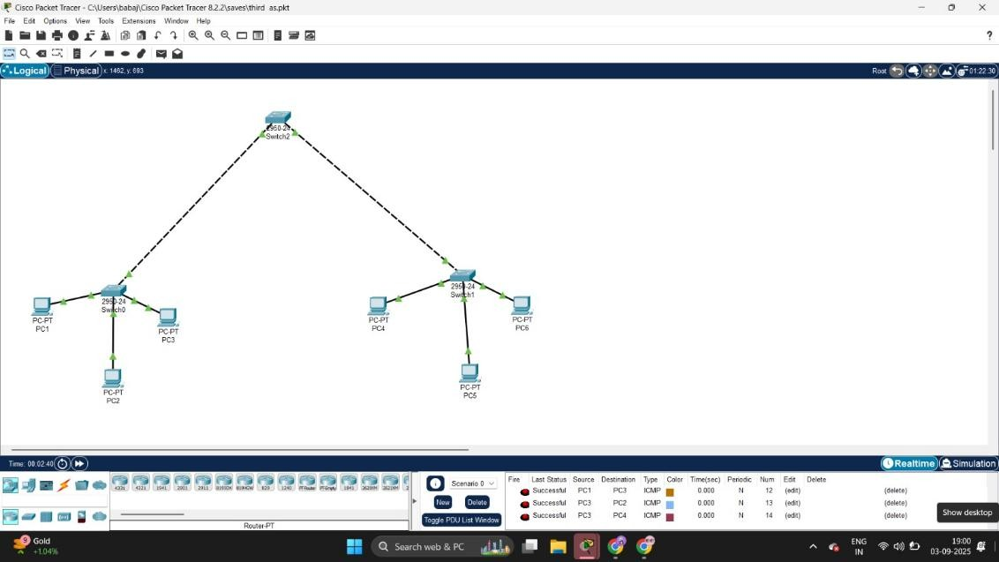 Cisco Packet Tracer - C:\Users\babaj\Cisco Packet Tracer 8.2.2\saves\third as.pkt
File Edit Options View Tools Extensions Window Help
?
Logical Physical x: 1462, y: 693 Root 01:22:30
2950-24
Switch2
2950-24
Switch0
2950-24
Switch1
PC-PT
PC1
PC-PT
PC3
PC-PT
PC4
PC-PT
PC6
PC-PT
PC2
PC-PT
PC5
Time: 00:02:40 Realtime Simulation
4331 4321 1941 2901 2911 819IOX 819HGW 829 1240 PT-Router PT-Empty 1841 2620XM 2621XM
Router-PT
Scenario 0
New Delete
Toggle PDU List Window
Fire Last Status Source Destination Type Color Time(sec) Periodic Num Edit Delete
Successful PC1 PC3 ICMP 0.000 N 12 (edit) (delete)
Successful PC3 PC2 ICMP 0.000 N 13 (edit) (delete)
Successful PC3 PC4 ICMP 0.000 N 14 (edit) (delete)
Show desktop
Gold
+1.04%
Search web & PC
ENG
IN
19:00
03-09-2025